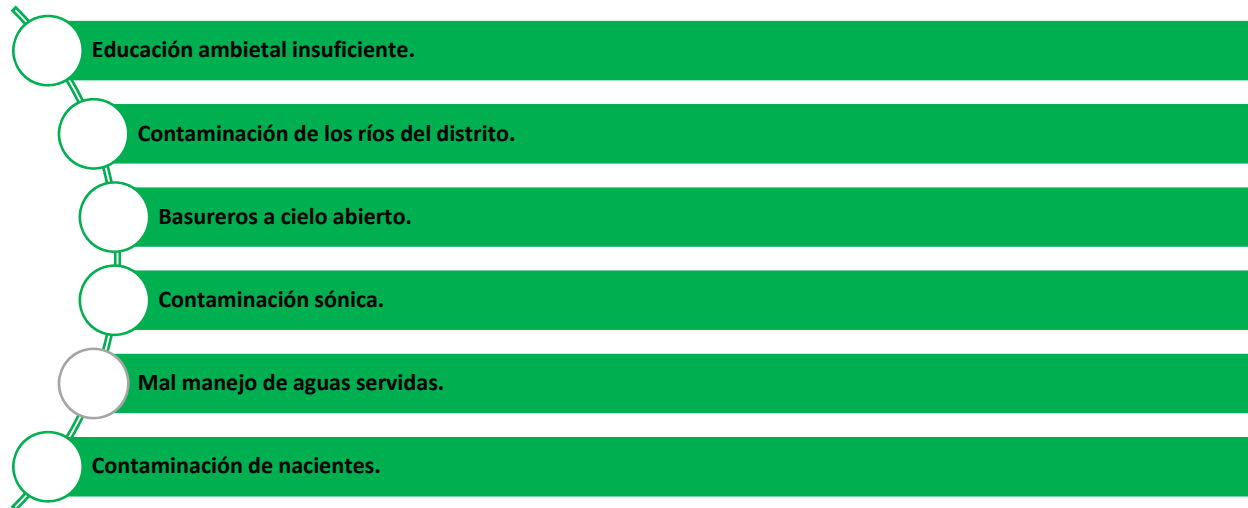 Educación ambietal insuficiente.
Contaminación de los ríos del distrito.
Basureros a cielo abierto.
Contaminación sónica.
Mal manejo de aguas servidas.
Contaminación de nacientes.